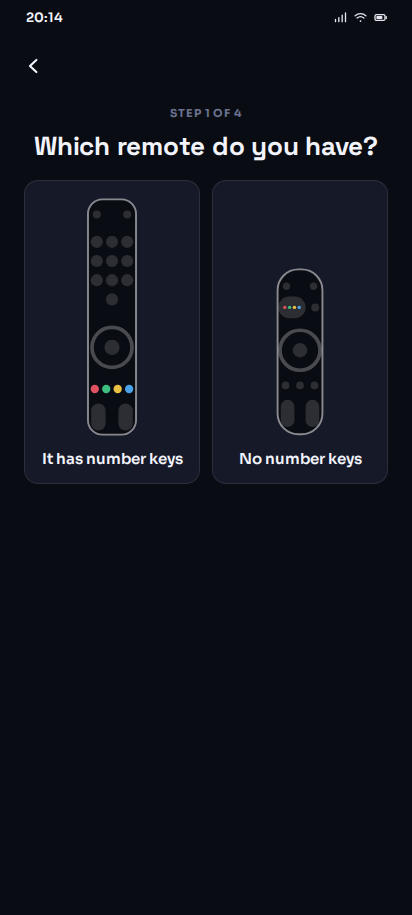 20:14
STEP 1 OF 4
Which remote do you have?
It has number keys
No number keys